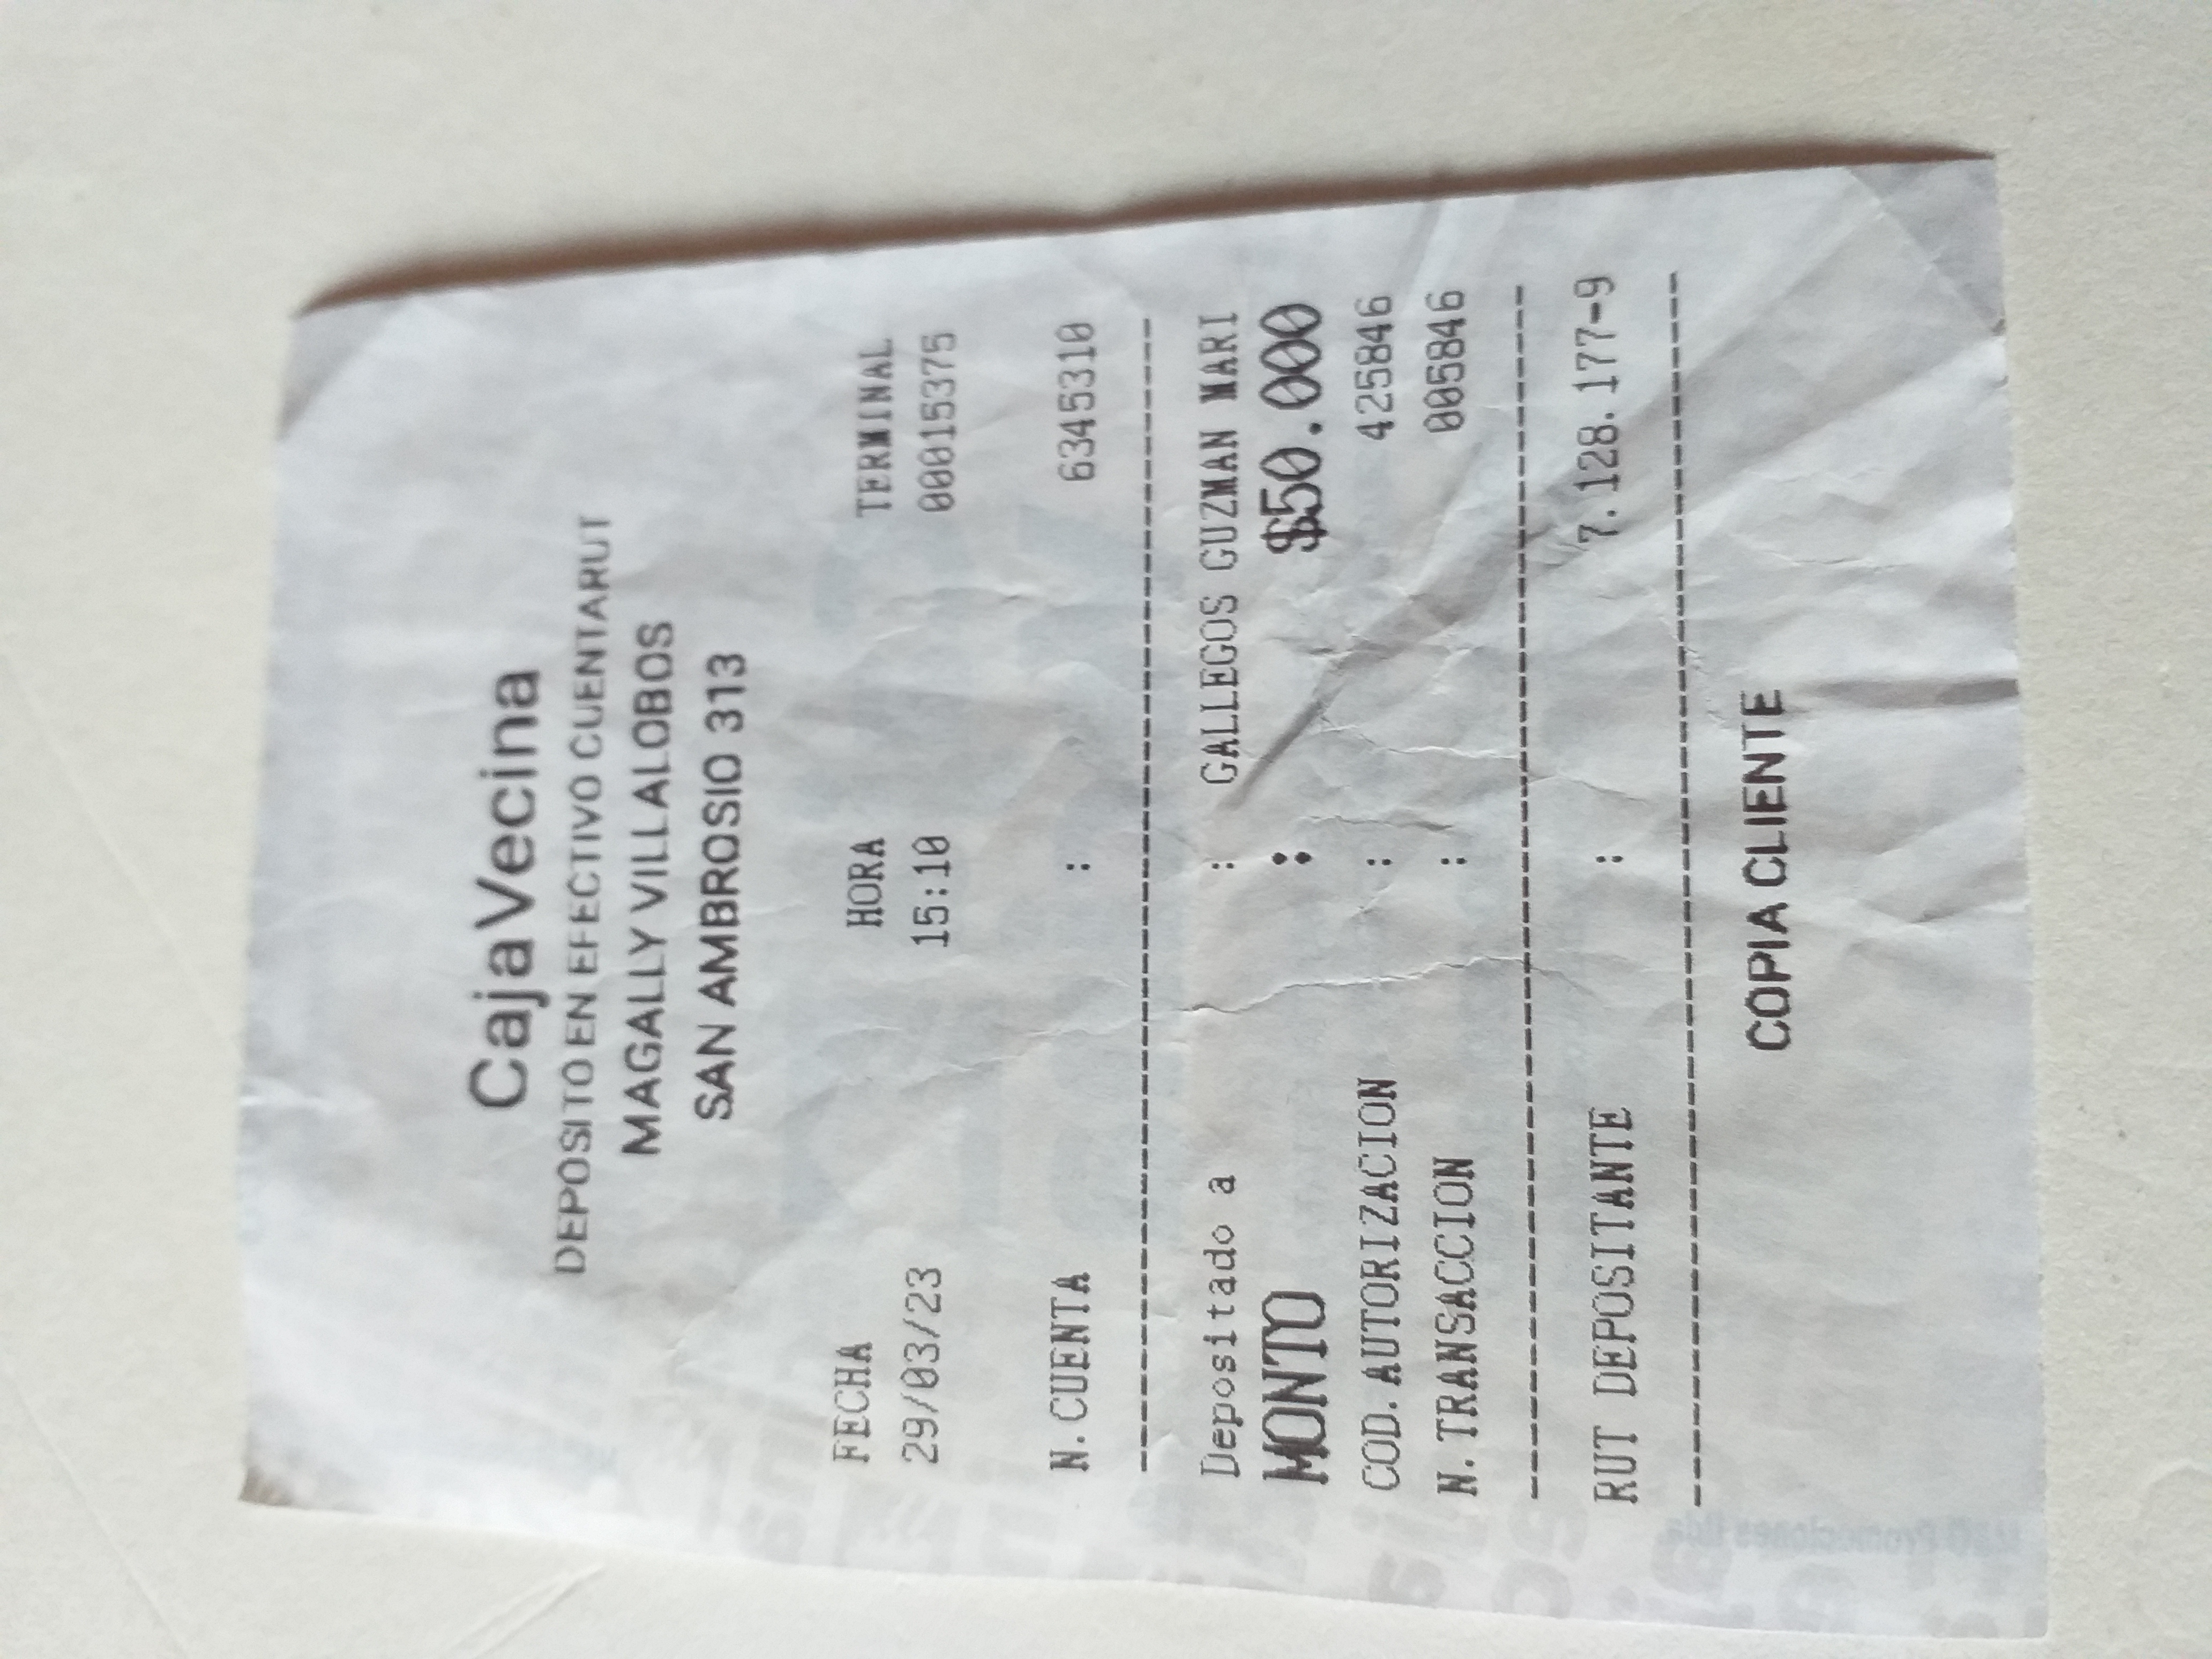 CajaVecina
DEPOSITO EN EFECTIVO CUENTARUT
MAGALLY VILLALOBOS
SAN AMBROSIO 313
FECHA HORA TERMINAL
29/03/23 15:10 00015375
N. CUENTA : 6345310
Depositado a : GALLEGOS GUZMAN MARI
MONTO : $50.000
COD. AUTORIZACION : 425846
N. TRANSACCION : 005846
RUT DEPOSITANTE : 7.128.177-9
COPIA CLIENTE